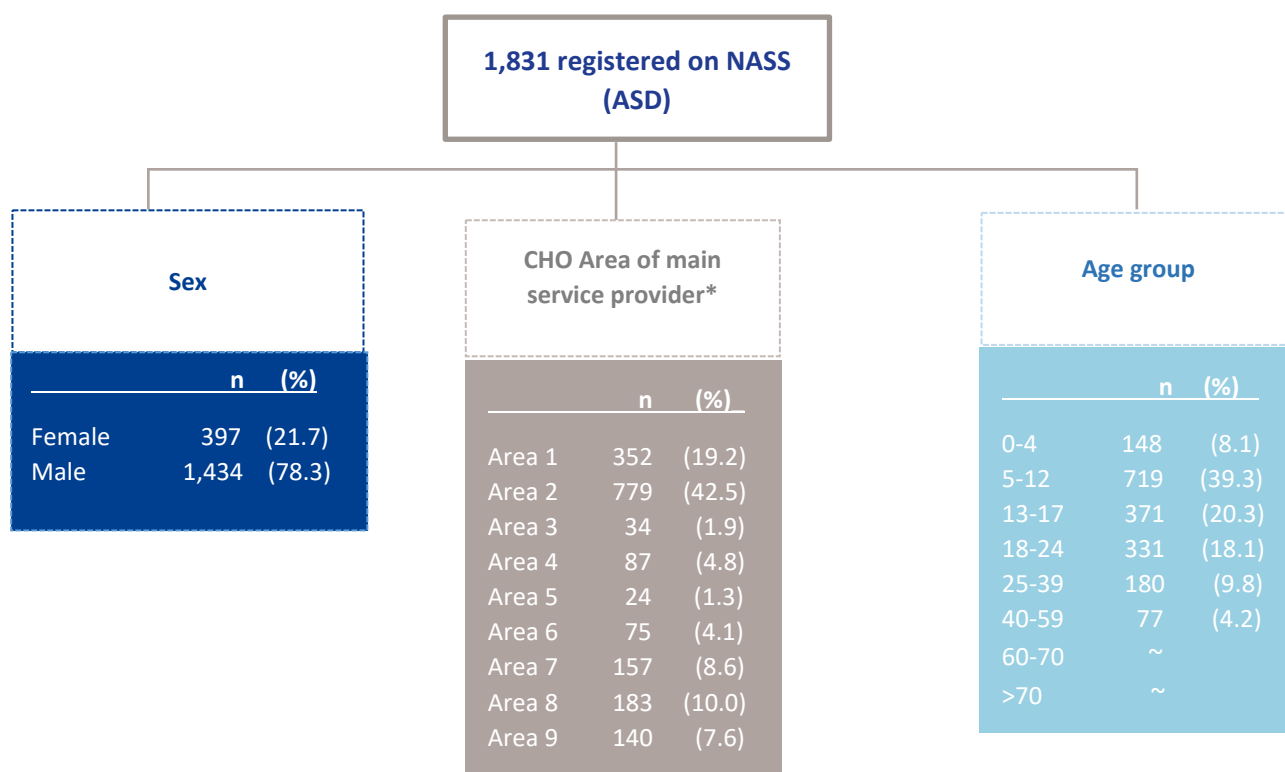 1,831 registered on NASS
(ASD)
Sex
n (%)
Female 397 (21.7)
Male 1,434 (78.3)
CHO Area of main
service provider*
n (%)
Area 1 352 (19.2)
Area 2 779 (42.5)
Area 3 34 (1.9)
Area 4 87 (4.8)
Area 5 24 (1.3)
Area 6 75 (4.1)
Area 7 157 (8.6)
Area 8 183 (10.0)
Area 9 140 (7.6)
Age group
n (%)
0-4 148 (8.1)
5-12 719 (39.3)
13-17 371 (20.3)
18-24 331 (18.1)
25-39 180 (9.8)
40-59 77 (4.2)
60-70 ~
>70 ~